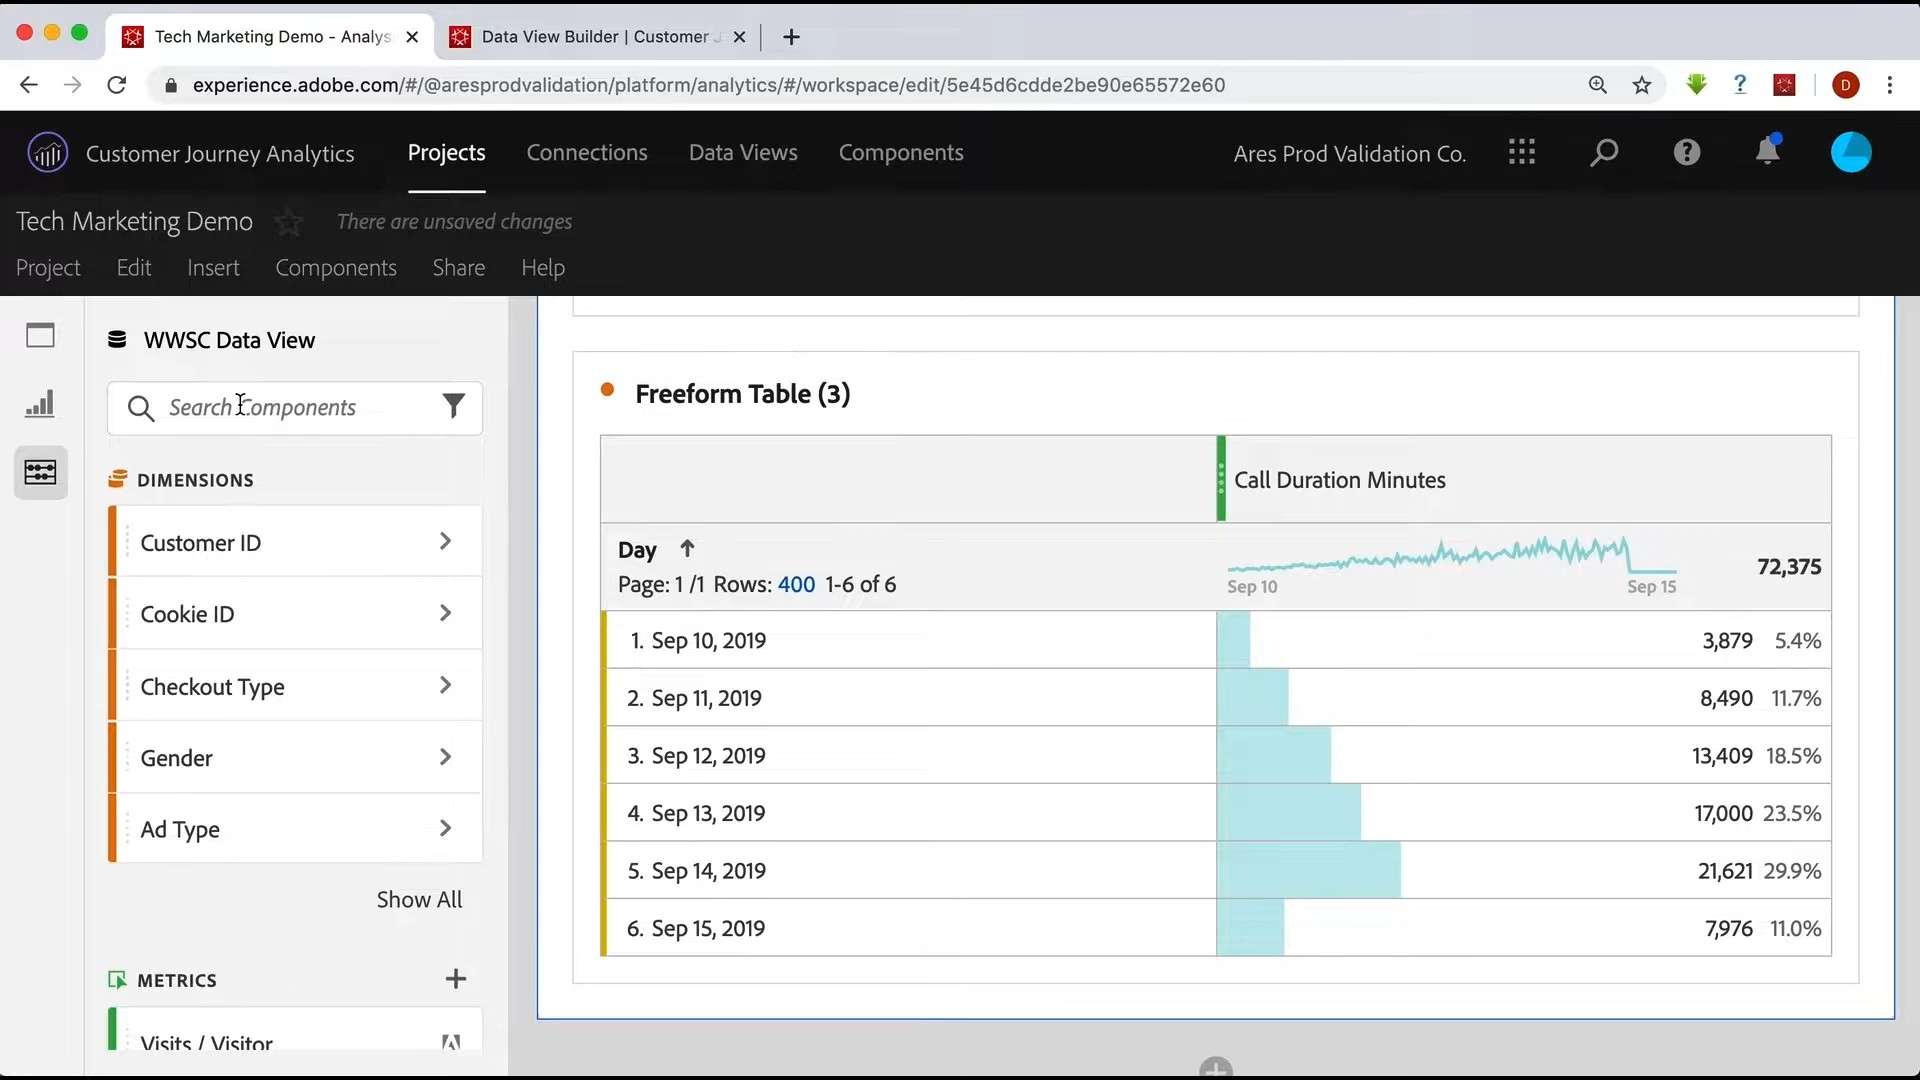 Tech Marketing Demo - Analys
Data View Builder | Customer J
experience.adobe.com/#/@aresprodvalidation/platform/analytics/#/workspace/edit/5e45d6cdde2be90e65572e60
?
D
Customer Journey Analytics
Projects
Connections
Data Views
Components
Ares Prod Validation Co.
Tech Marketing Demo
There are unsaved changes
Project
Edit
Insert
Components
Share
Help
WWSC Data View
Search Components
DIMENSIONS
Customer ID
Cookie ID
Checkout Type
Gender
Ad Type
Show All
METRICS
Visits / Visitor
Freeform Table (3)
Call Duration Minutes
Day
Page: 1 /1 Rows: 400 1-6 of 6
Sep 10
Sep 15
72,375
1. Sep 10, 2019 3,879 5.4%
2. Sep 11, 2019 8,490 11.7%
3. Sep 12, 2019 13,409 18.5%
4. Sep 13, 2019 17,000 23.5%
5. Sep 14, 2019 21,621 29.9%
6. Sep 15, 2019 7,976 11.0%